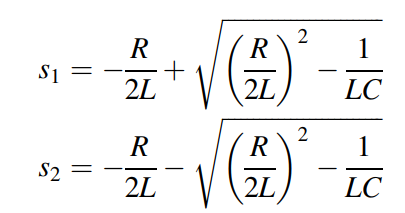 $s_1 = -\frac{R}{2L} + \sqrt{\left(\frac{R}{2L}\right)^2 - \frac{1}{LC}}$
$s_2 = -\frac{R}{2L} - \sqrt{\left(\frac{R}{2L}\right)^2 - \frac{1}{LC}}$